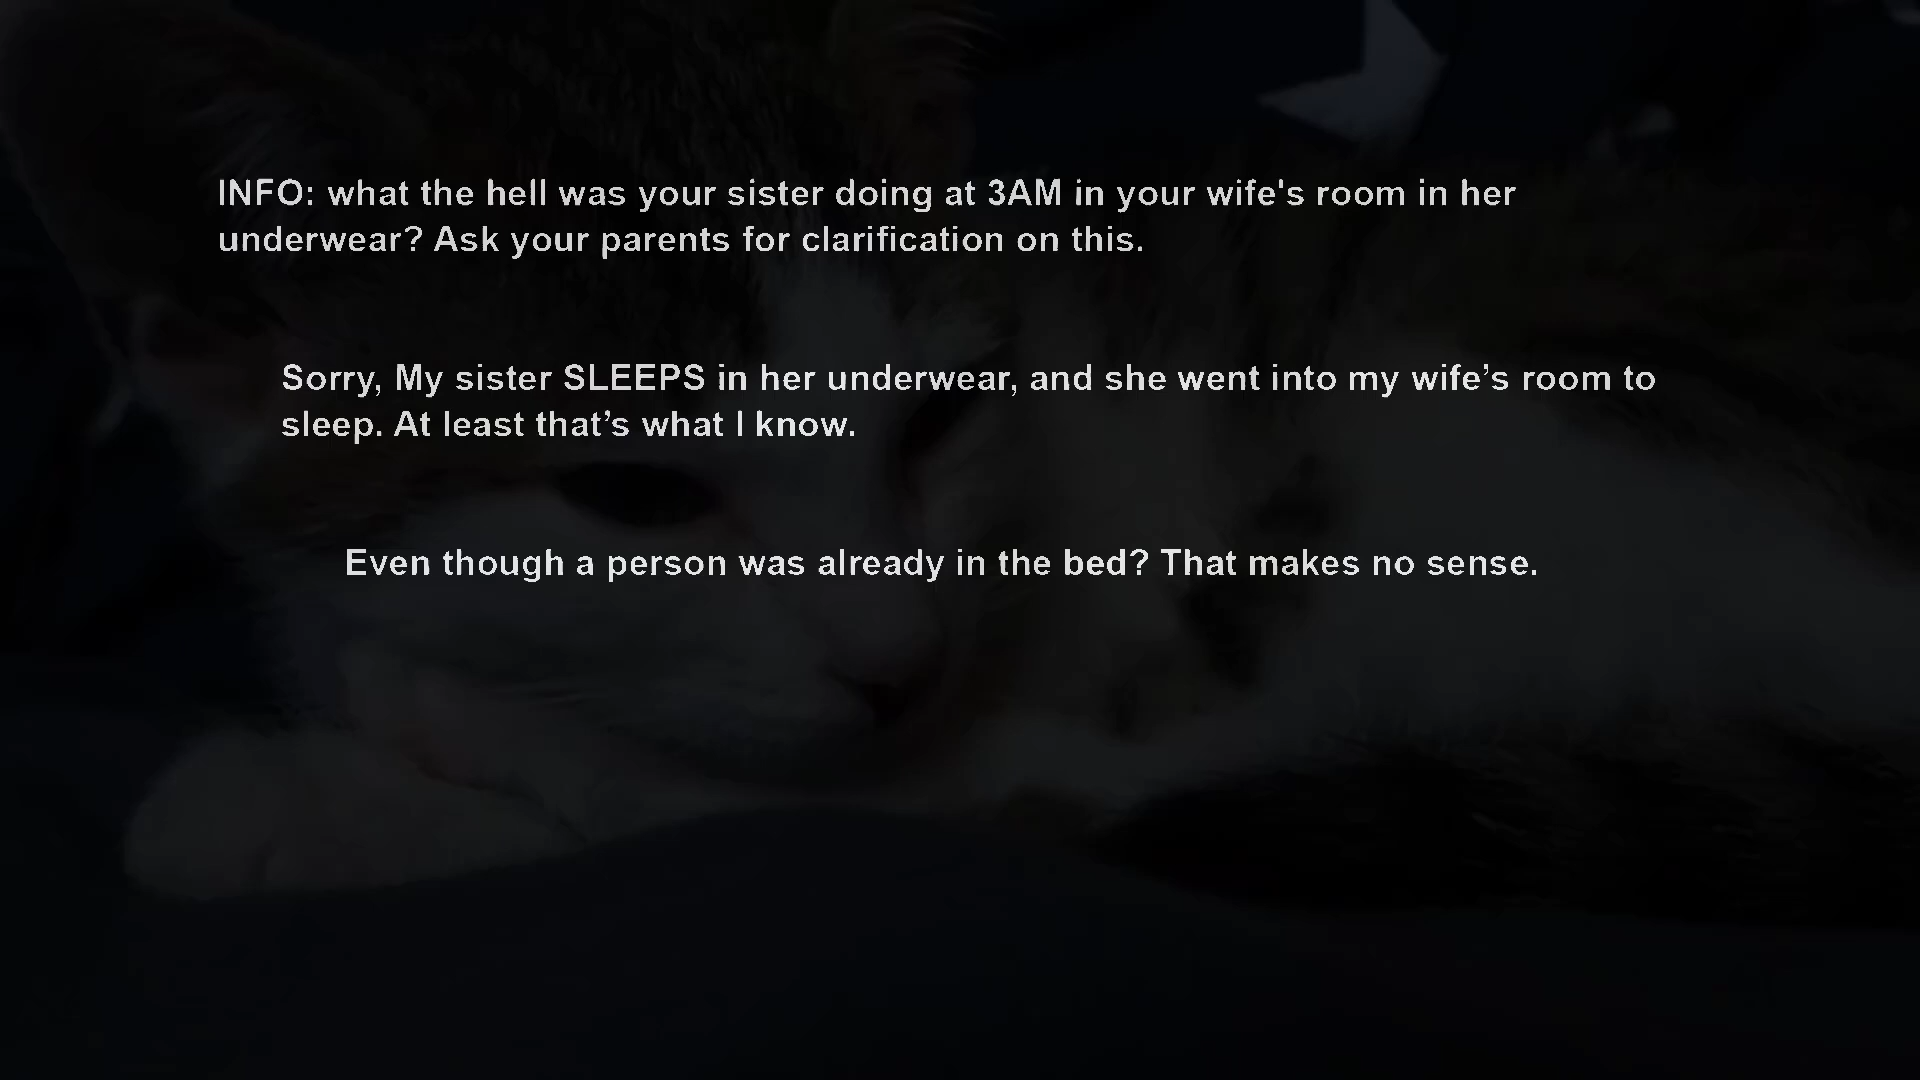 INFO: what the hell was your sister doing at 3AM in your wife's room in her
underwear? Ask your parents for clarification on this.
Sorry, My sister SLEEPS in her underwear, and she went into my wife’s room to
sleep. At least that’s what I know.
Even though a person was already in the bed? That makes no sense.